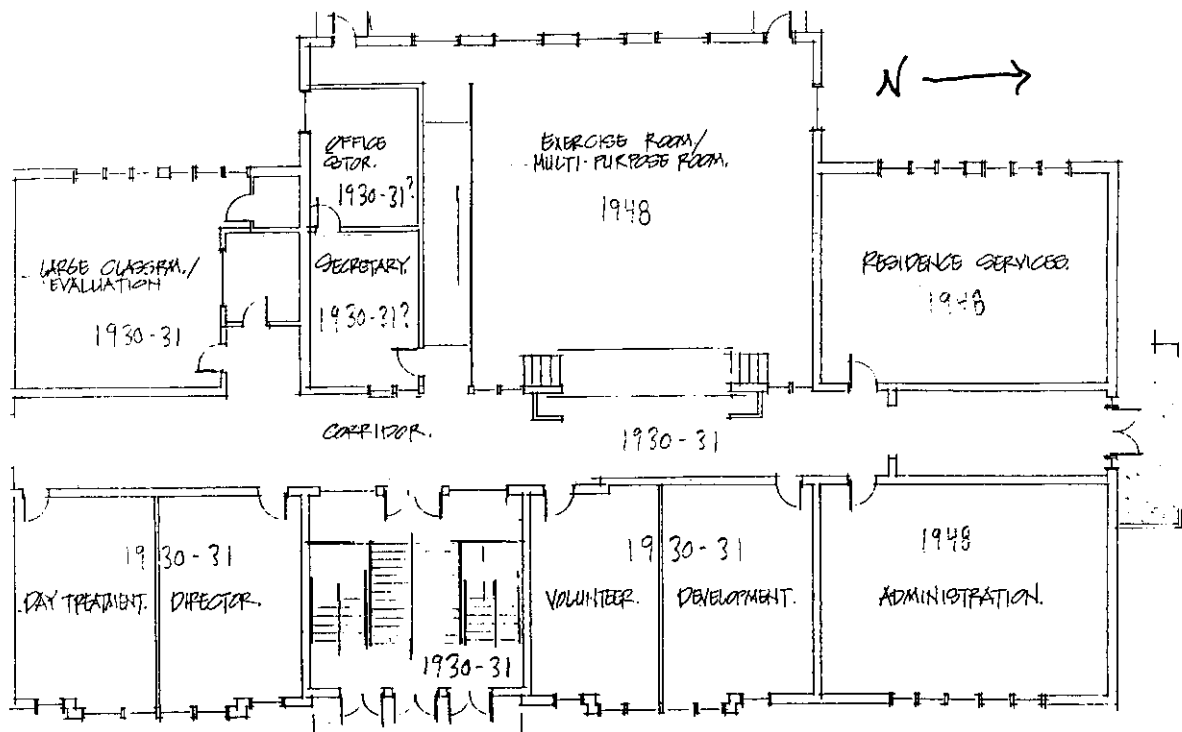 N
OFFICE
STOR.
1930-31?
EXERCISE ROOM/
MULTI-PURPOSE ROOM.
1948
LARGE CLASSRM./
EVALUATION
1930-31
SECRETARY.
1930-31?
RESIDENCE SERVICES.
1948
CORRIDOR.
1930-31
1930-31
DAY TREATMENT.
DIRECTOR.
1930-31
1930-31
VOLUNTEER.
DEVELOPMENT.
1948
ADMINISTRATION.